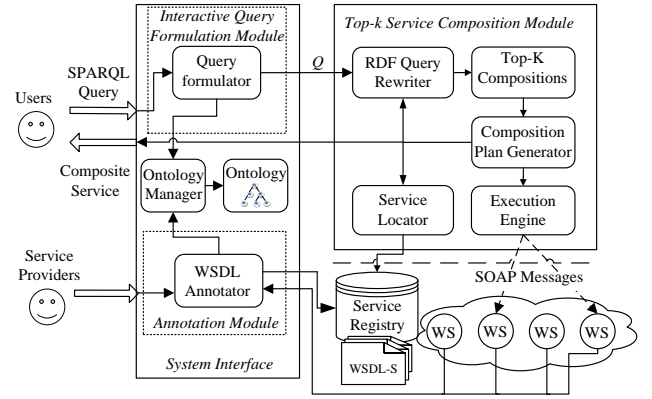 Interactive Query
Formulation Module
Top-k Service Composition Module
SPARQL
Query
Query
formulator
Q
RDF Query
Rewriter
Top-K
Compositions
Users
Composition
Plan Generator
Composite
Service
Ontology
Manager
Ontology
Service
Locator
Execution
Engine
Service
Providers
WSDL
Annotator
SOAP Messages
Service
Registry
WS
WS
WS
WS
Annotation Module
WSDL-S
System Interface